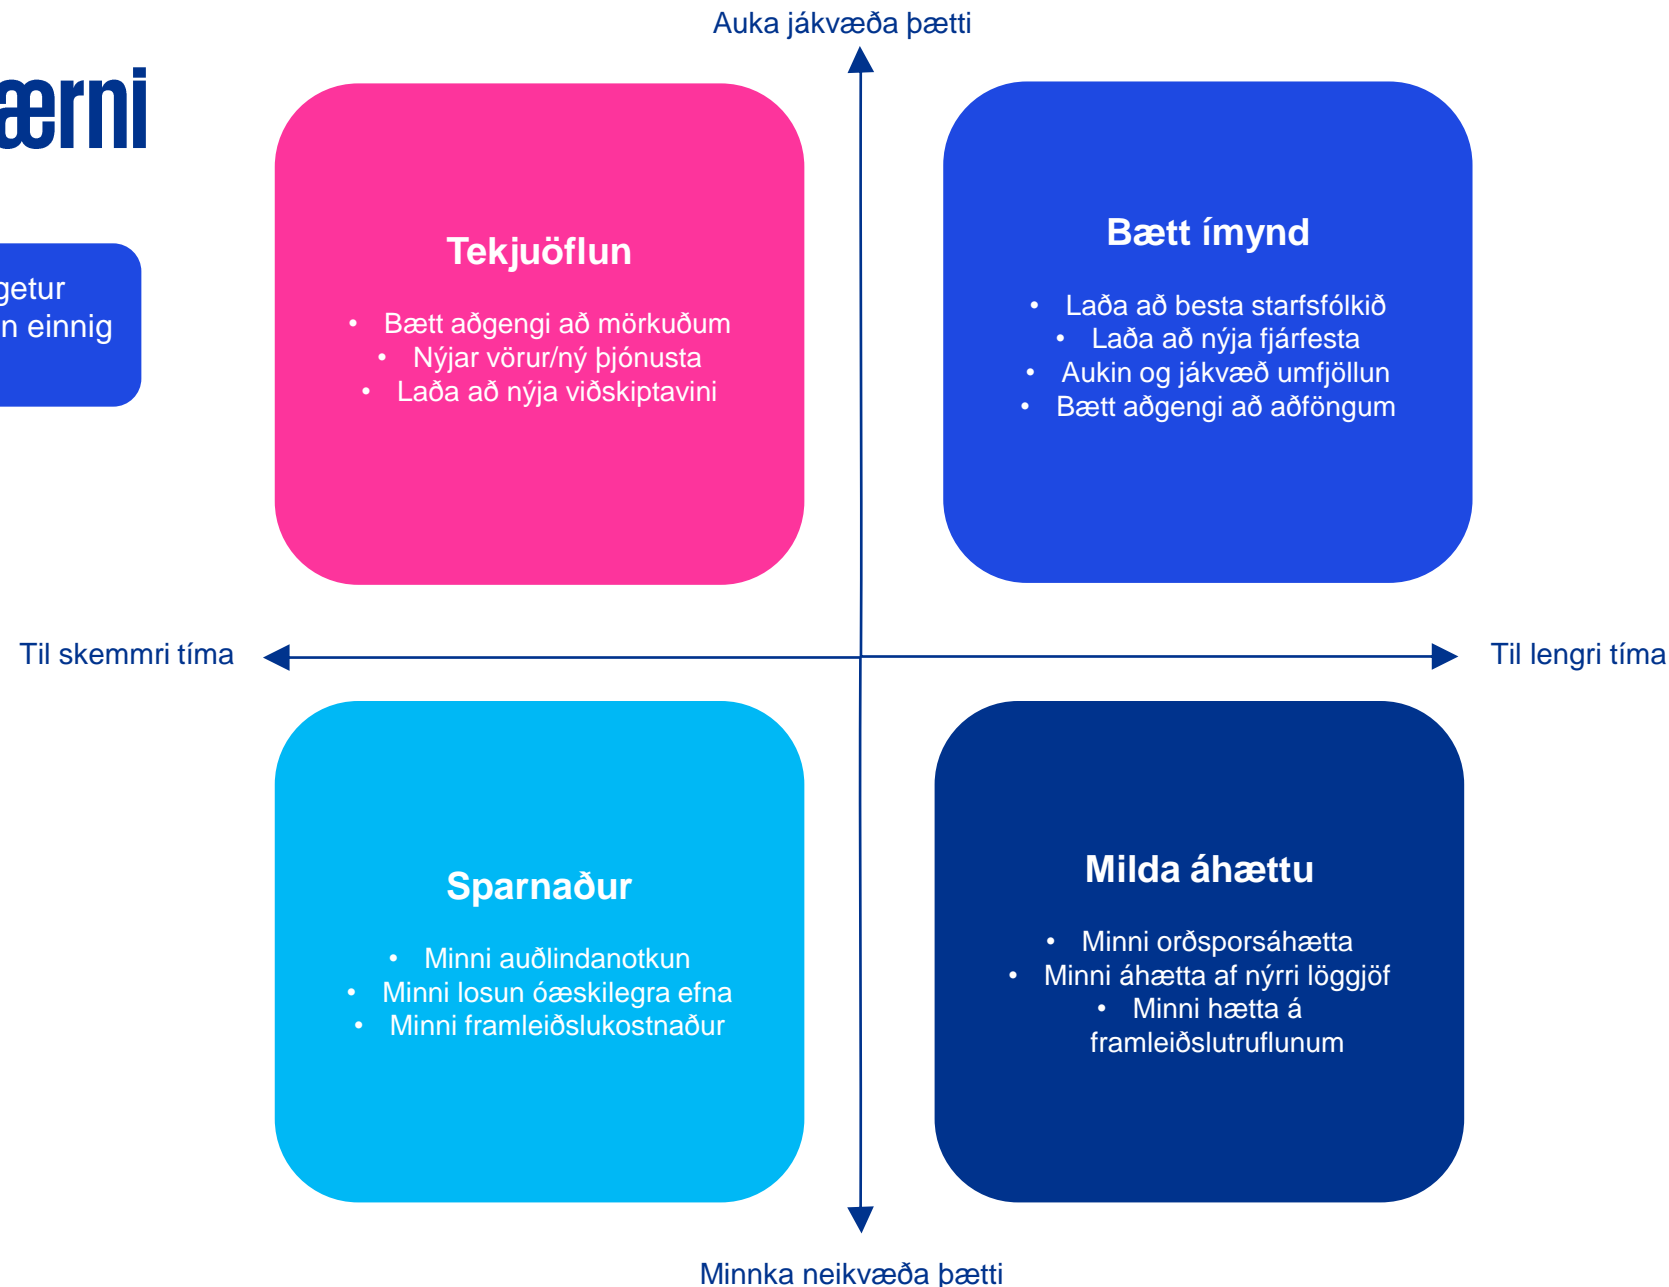 Auka jákvæða þætti
ærni
getur
n einnig
Tekjuöflun
• Bætt aðgengi að mörkuðum
• Nýjar vörur/ný þjónusta
• Laða að nýja viðskiptavini
Bætt ímynd
• Laða að besta starfsfólkið
• Laða að nýja fjárfesta
• Aukin og jákvæð umfjöllun
• Bætt aðgengi að aðföngum
Til skemmri tíma
Til lengri tíma
Sparnaður
• Minni auðlindanotkun
• Minni losun óæskilegra efna
• Minni framleiðslukostnaður
Milda áhættu
• Minni orðsporsáhætta
• Minni áhætta af nýrri löggjöf
• Minni hætta á
framleiðslutruflunum
Minnka neikvæða þætti